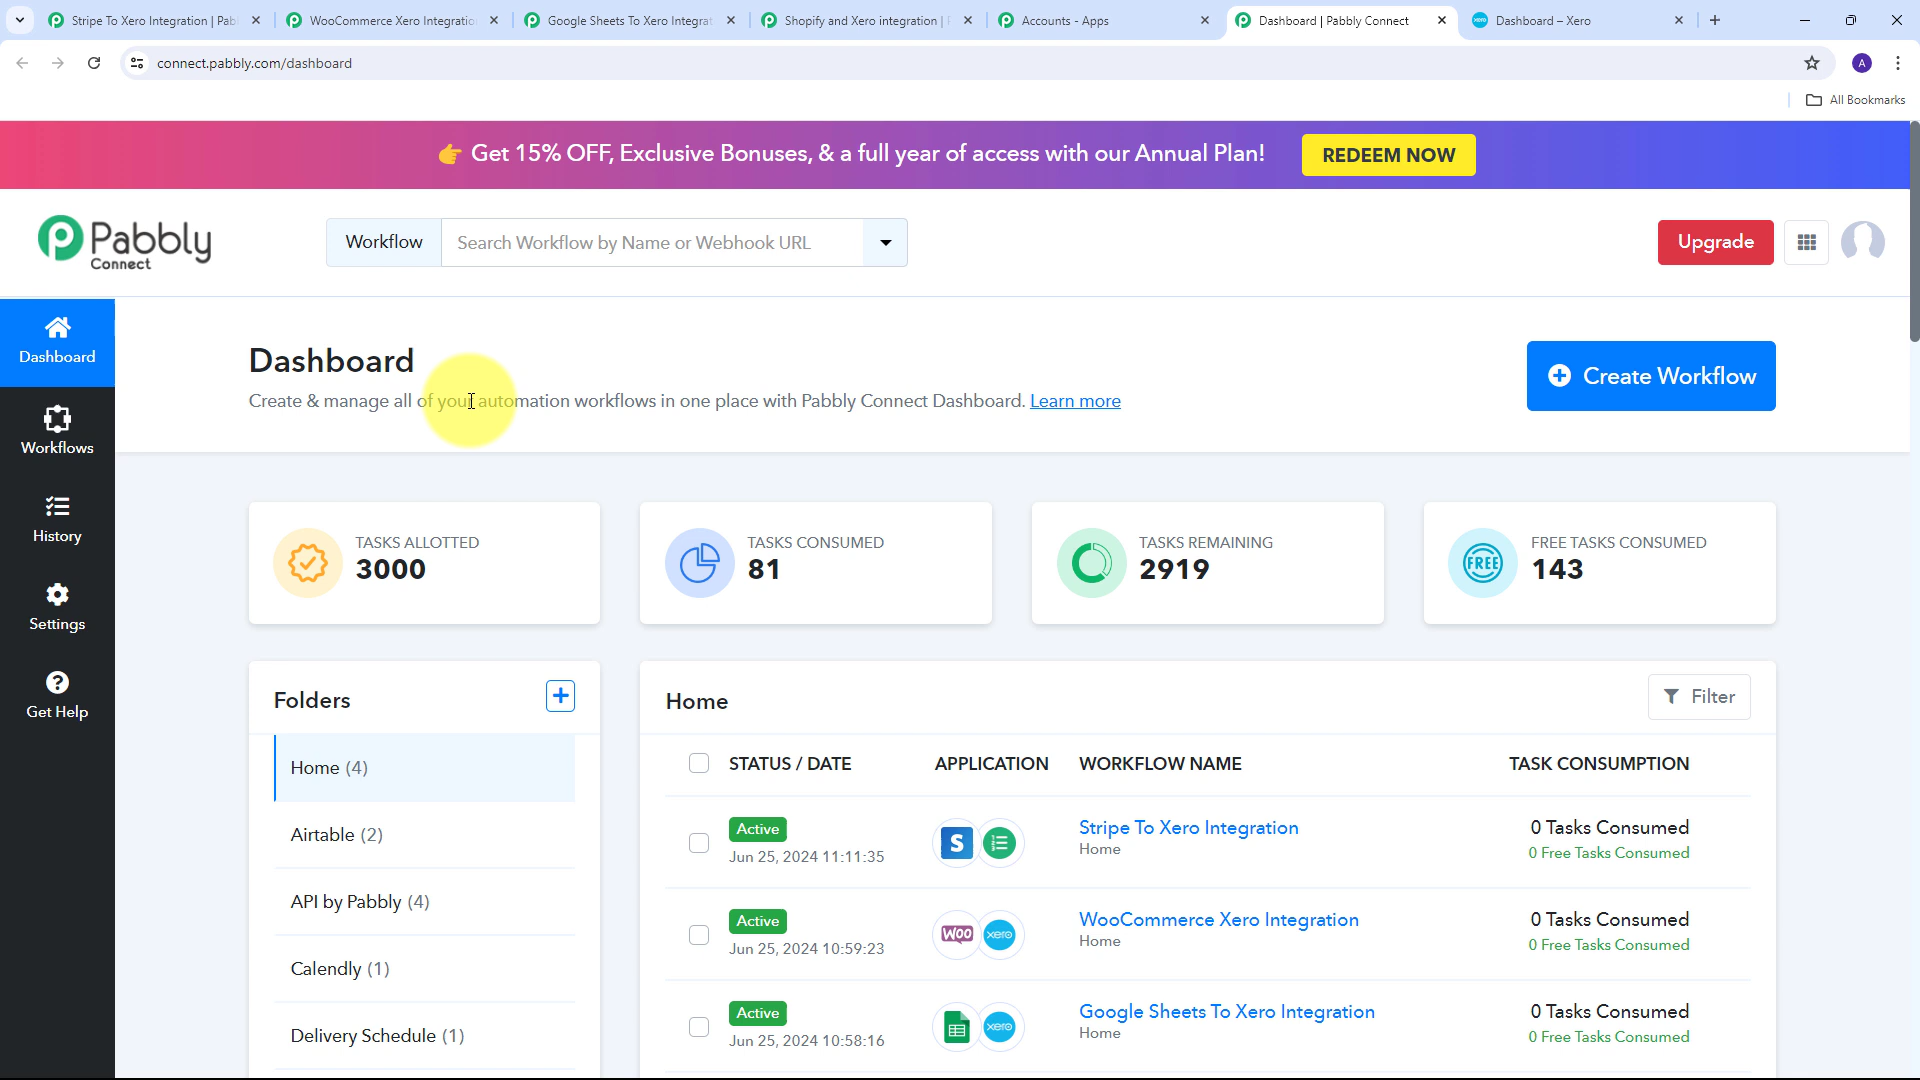 Stripe To Xero Integration | Pab
WooCommerce Xero Integratio
Google Sheets To Xero Integrat
Shopify and Xero integration |
Accounts - Apps
Dashboard | Pabbly Connect
xero
Dashboard – Xero
connect.pabbly.com/dashboard
A
All Bookmarks
👉 Get 15% OFF, Exclusive Bonuses, & a full year of access with our Annual Plan!
REDEEM NOW
Pabbly
Connect
Workflow
Search Workflow by Name or Webhook URL
Upgrade
Dashboard
Workflows
History
Settings
Get Help
Dashboard
Create & manage all of your automation workflows in one place with Pabbly Connect Dashboard. Learn more
Create Workflow
TASKS ALLOTTED
3000
TASKS CONSUMED
81
TASKS REMAINING
2919
FREE
FREE TASKS CONSUMED
143
Folders
Home (4)
Airtable (2)
API by Pabbly (4)
Calendly (1)
Delivery Schedule (1)
Home
Filter
STATUS / DATE APPLICATION WORKFLOW NAME TASK CONSUMPTION
Active
Jun 25, 2024 11:11:35
S
Stripe To Xero Integration
Home
0 Tasks Consumed
0 Free Tasks Consumed
Active
Jun 25, 2024 10:59:23
WOO
xero
WooCommerce Xero Integration
Home
0 Tasks Consumed
0 Free Tasks Consumed
Active
Jun 25, 2024 10:58:16
xero
Google Sheets To Xero Integration
Home
0 Tasks Consumed
0 Free Tasks Consumed